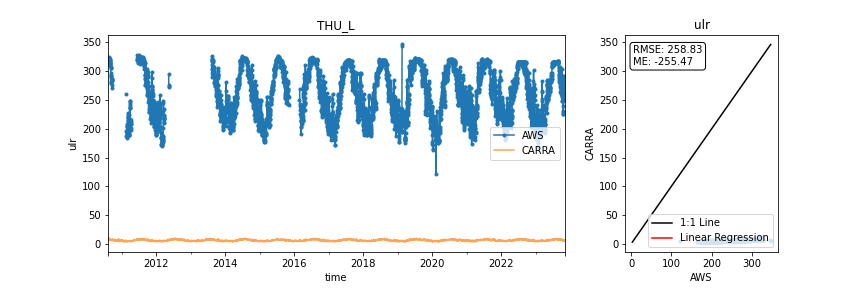 THU_L
ulr
350
300
250
200
150
100
50
0
ulr
AWS
CARRA
2012
2014
2016
2018
2020
2022
time
ulr
350
300
250
200
150
100
50
0
CARRA
RMSE: 258.83
ME: -255.47
1:1 Line
Linear Regression
0
100
200
300
AWS